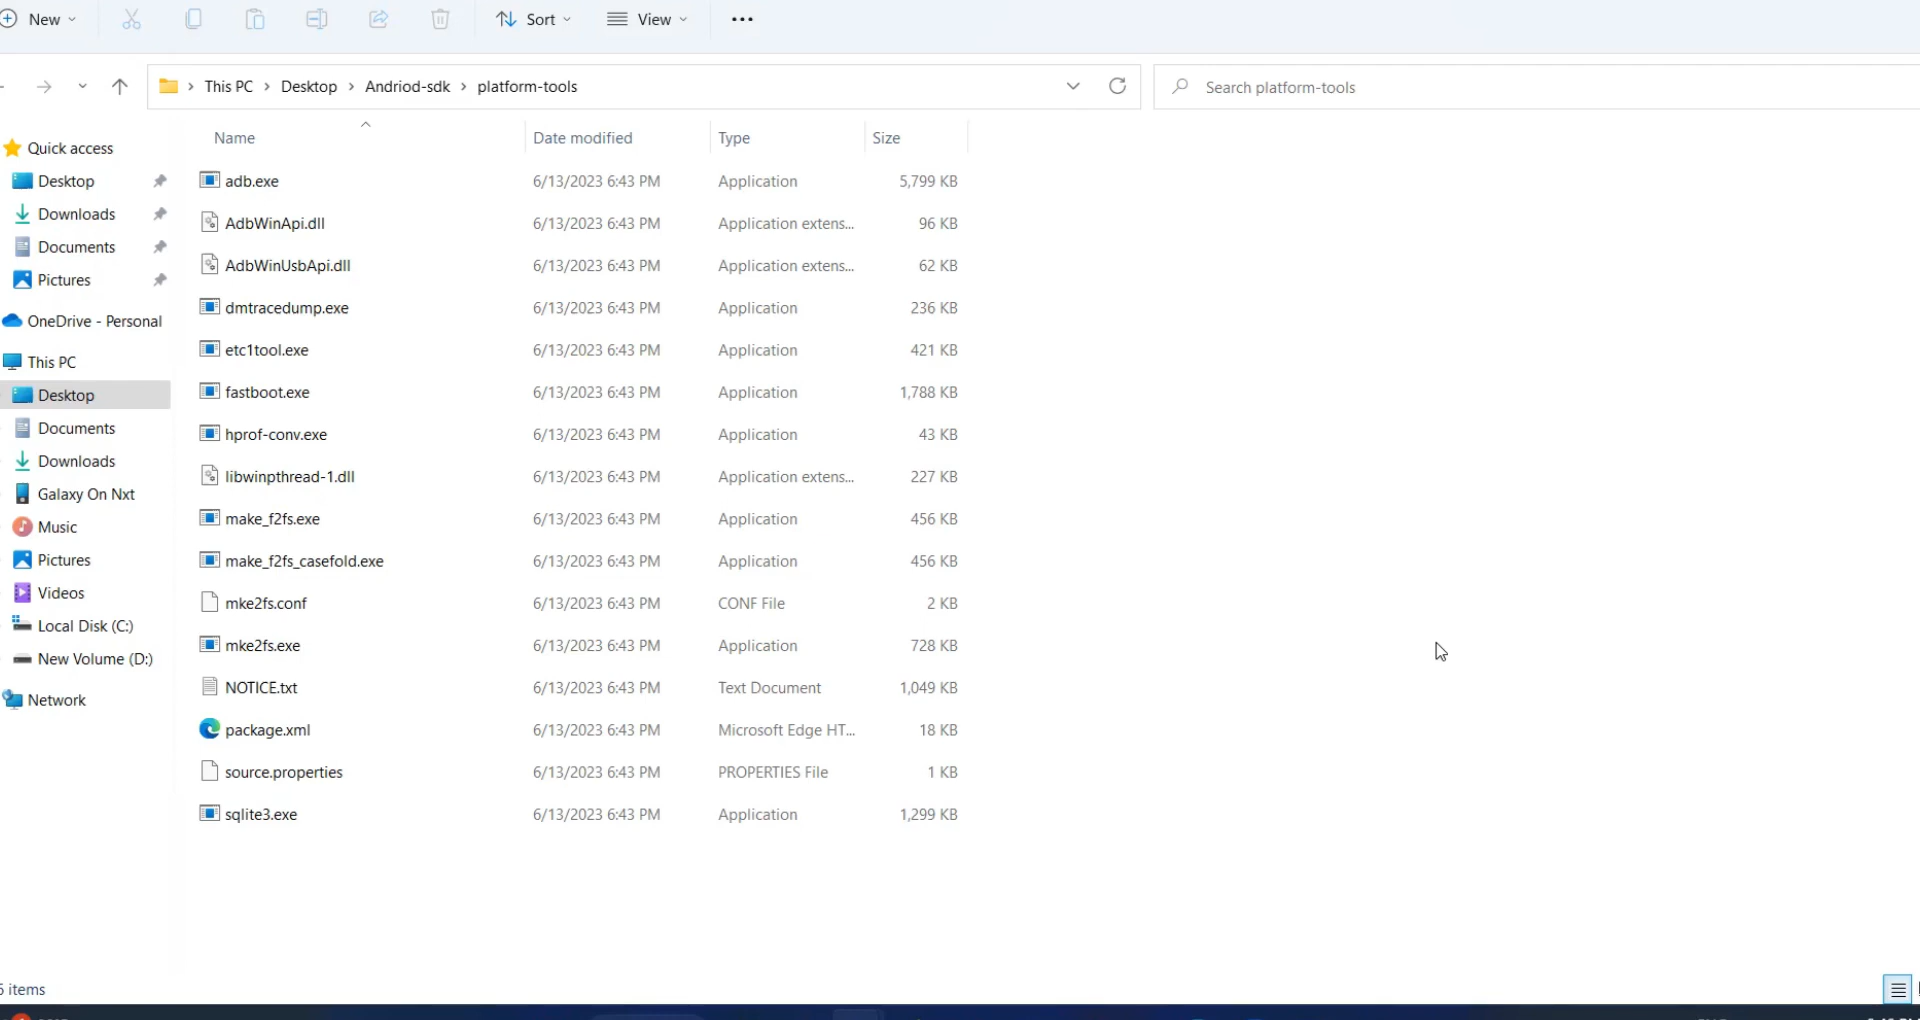 New
Sort
View
This PC > Desktop > Andriod-sdk > platform-tools
Search platform-tools
Name Date modified Type Size
Quick access
Desktop
Downloads
Documents
Pictures
OneDrive - Personal
This PC
Desktop
Documents
Downloads
Galaxy On Nxt
Music
Pictures
Videos
Local Disk (C:)
New Volume (D:)
Network
adb.exe 6/13/2023 6:43 PM Application 5,799 KB
AdbWinApi.dll 6/13/2023 6:43 PM Application extens... 96 KB
AdbWinUsbApi.dll 6/13/2023 6:43 PM Application extens... 62 KB
dmtracedump.exe 6/13/2023 6:43 PM Application 236 KB
etc1tool.exe 6/13/2023 6:43 PM Application 421 KB
fastboot.exe 6/13/2023 6:43 PM Application 1,788 KB
hprof-conv.exe 6/13/2023 6:43 PM Application 43 KB
libwinpthread-1.dll 6/13/2023 6:43 PM Application extens... 227 KB
make_f2fs.exe 6/13/2023 6:43 PM Application 456 KB
make_f2fs_casefold.exe 6/13/2023 6:43 PM Application 456 KB
mke2fs.conf 6/13/2023 6:43 PM CONF File 2 KB
mke2fs.exe 6/13/2023 6:43 PM Application 728 KB
NOTICE.txt 6/13/2023 6:43 PM Text Document 1,049 KB
package.xml 6/13/2023 6:43 PM Microsoft Edge HT... 18 KB
source.properties 6/13/2023 6:43 PM PROPERTIES File 1 KB
sqlite3.exe 6/13/2023 6:43 PM Application 1,299 KB
items